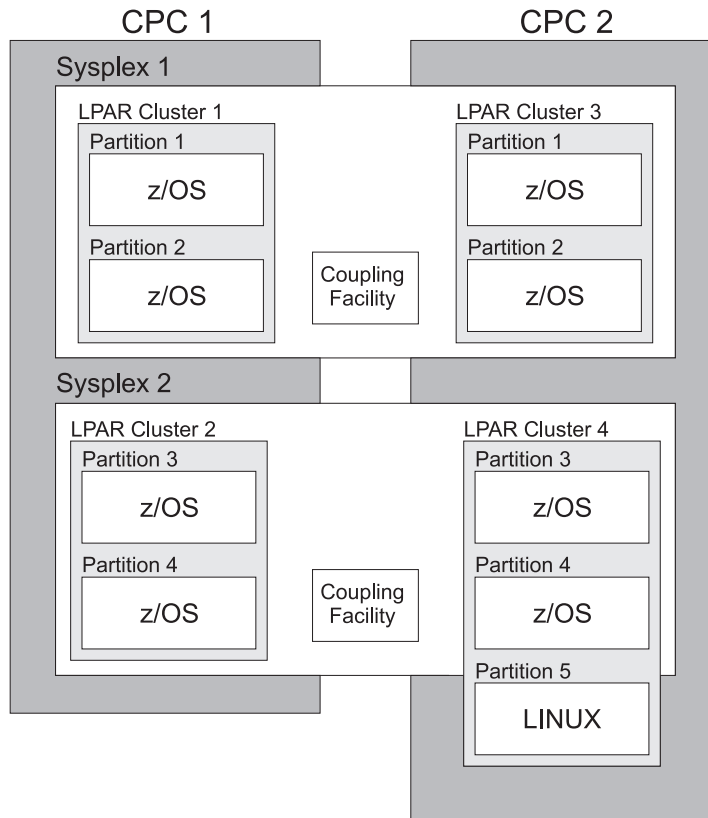 CPC 1
CPC 2
Sysplex 1
LPAR Cluster 1
Partition 1
z/OS
Partition 2
z/OS
Coupling
Facility
LPAR Cluster 3
Partition 1
z/OS
Partition 2
z/OS
Sysplex 2
LPAR Cluster 2
Partition 3
z/OS
Partition 4
z/OS
Coupling
Facility
LPAR Cluster 4
Partition 3
z/OS
Partition 4
z/OS
Partition 5
LINUX